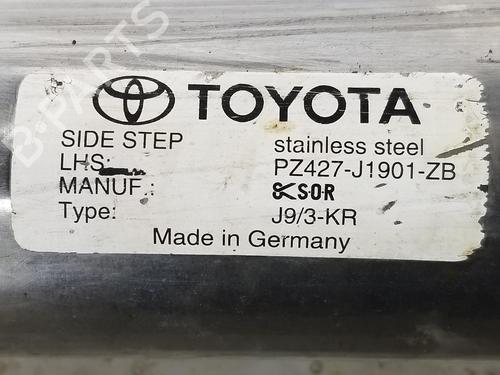 B-PARTS
TOYOTA
SIDE STEP stainless steel
LHS: PZ427-J1901-ZB
MANUF.: SOR
Type: J9/3-KR
Made in Germany